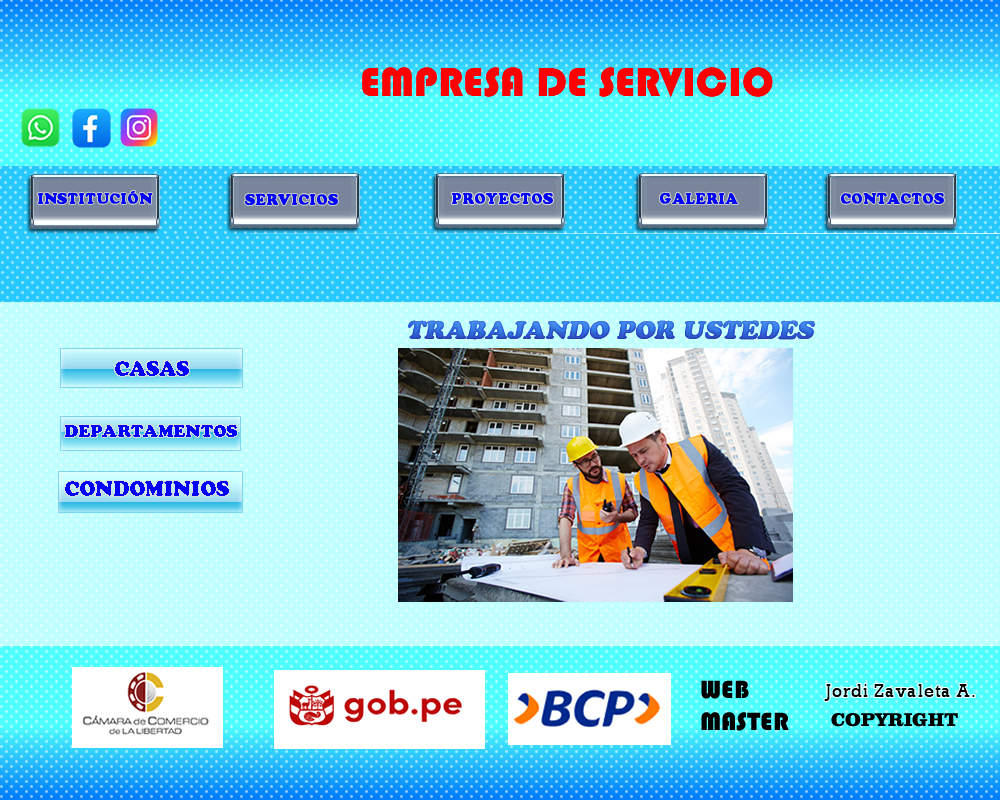 EMPRESA DE SERVICIO
INSTITUCIÓN
SERVICIOS
PROYECTOS
GALERIA
CONTACTOS
TRABAJANDO POR USTEDES
CASAS
DEPARTAMENTOS
CONDOMINIOS
CÁMARA de COMERCIO
de LA LIBERTAD
gob.pe
BCP
WEB
MASTER
Jordi Zavaleta A.
COPYRIGHT